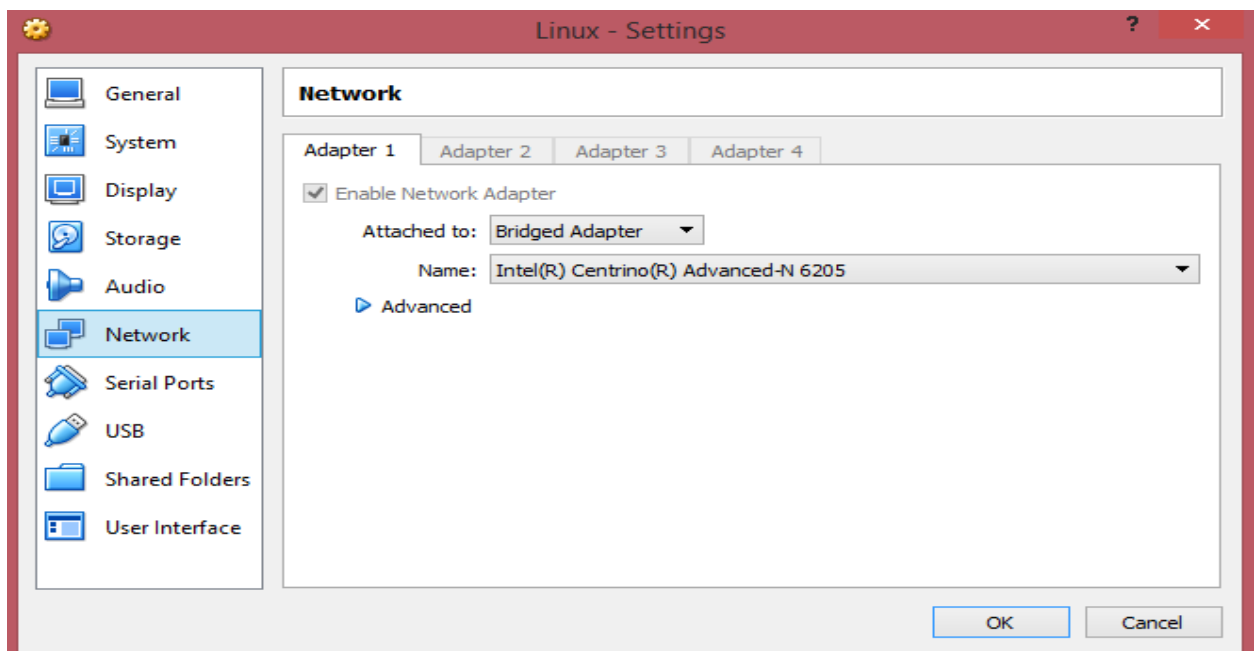 Linux - Settings
?
General
System
Display
Storage
Audio
Network
Serial Ports
USB
Shared Folders
User Interface
Network
Adapter 1 Adapter 2 Adapter 3 Adapter 4
Enable Network Adapter
Attached to: Bridged Adapter
Name: Intel(R) Centrino(R) Advanced-N 6205
Advanced
OK Cancel